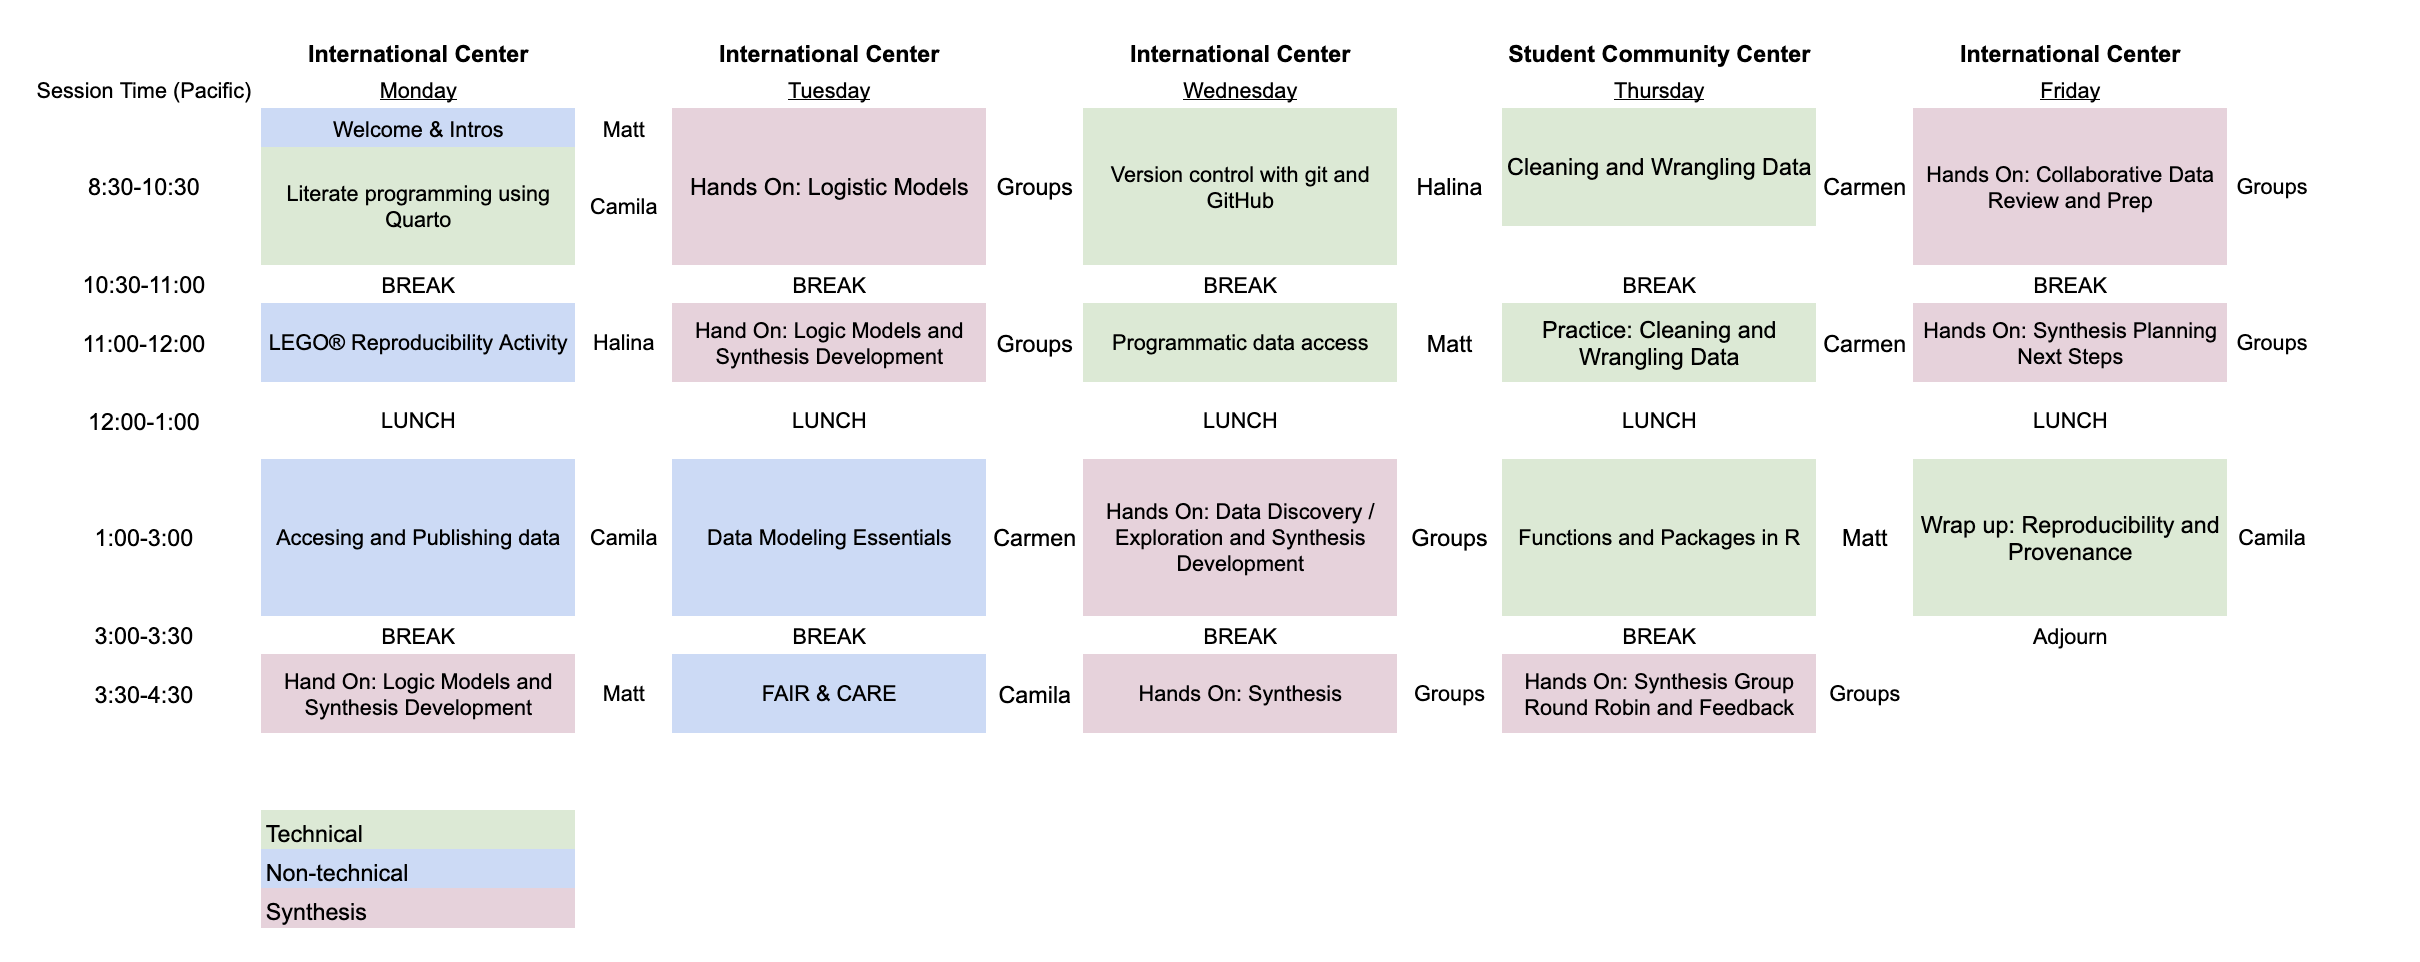 International Center
International Center
International Center
Student Community Center
International Center
Session Time (Pacific)
Monday
Tuesday
Wednesday
Thursday
Friday
8:30-10:30
Welcome & Intros
Matt
Literate programming using
Quarto
Camila
Hands On: Logistic Models
Groups
Version control with git and
GitHub
Halina
Cleaning and Wrangling Data
Carmen
Hands On: Collaborative Data
Review and Prep
Groups
10:30-11:00
BREAK
BREAK
BREAK
BREAK
BREAK
11:00-12:00
LEGO® Reproducibility Activity
Halina
Hand On: Logic Models and
Synthesis Development
Groups
Programmatic data access
Matt
Practice: Cleaning and
Wrangling Data
Carmen
Hands On: Synthesis Planning
Next Steps
Groups
12:00-1:00
LUNCH
LUNCH
LUNCH
LUNCH
LUNCH
1:00-3:00
Accesing and Publishing data
Camila
Data Modeling Essentials
Carmen
Hands On: Data Discovery /
Exploration and Synthesis
Development
Groups
Functions and Packages in R
Matt
Wrap up: Reproducibility and
Provenance
Camila
3:00-3:30
BREAK
BREAK
BREAK
BREAK
Adjourn
3:30-4:30
Hand On: Logic Models and
Synthesis Development
Matt
FAIR & CARE
Camila
Hands On: Synthesis
Groups
Hands On: Synthesis Group
Round Robin and Feedback
Groups
Technical
Non-technical
Synthesis